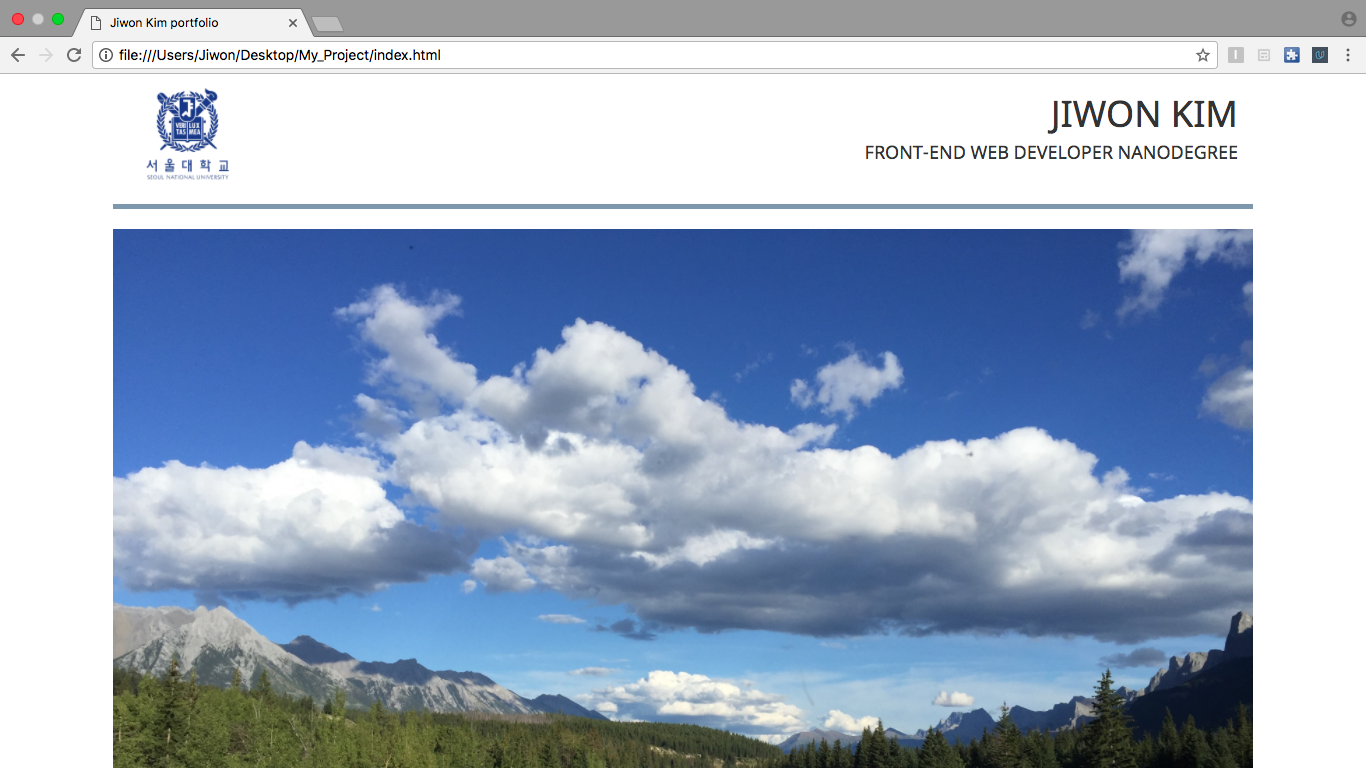 Jiwon Kim portfolio
file:///Users/Jiwon/Desktop/My_Project/index.html
VERI LUX
TAS MEA
서울대학교
SEOUL NATIONAL UNIVERSITY
JIWON KIM
FRONT-END WEB DEVELOPER NANODEGREE